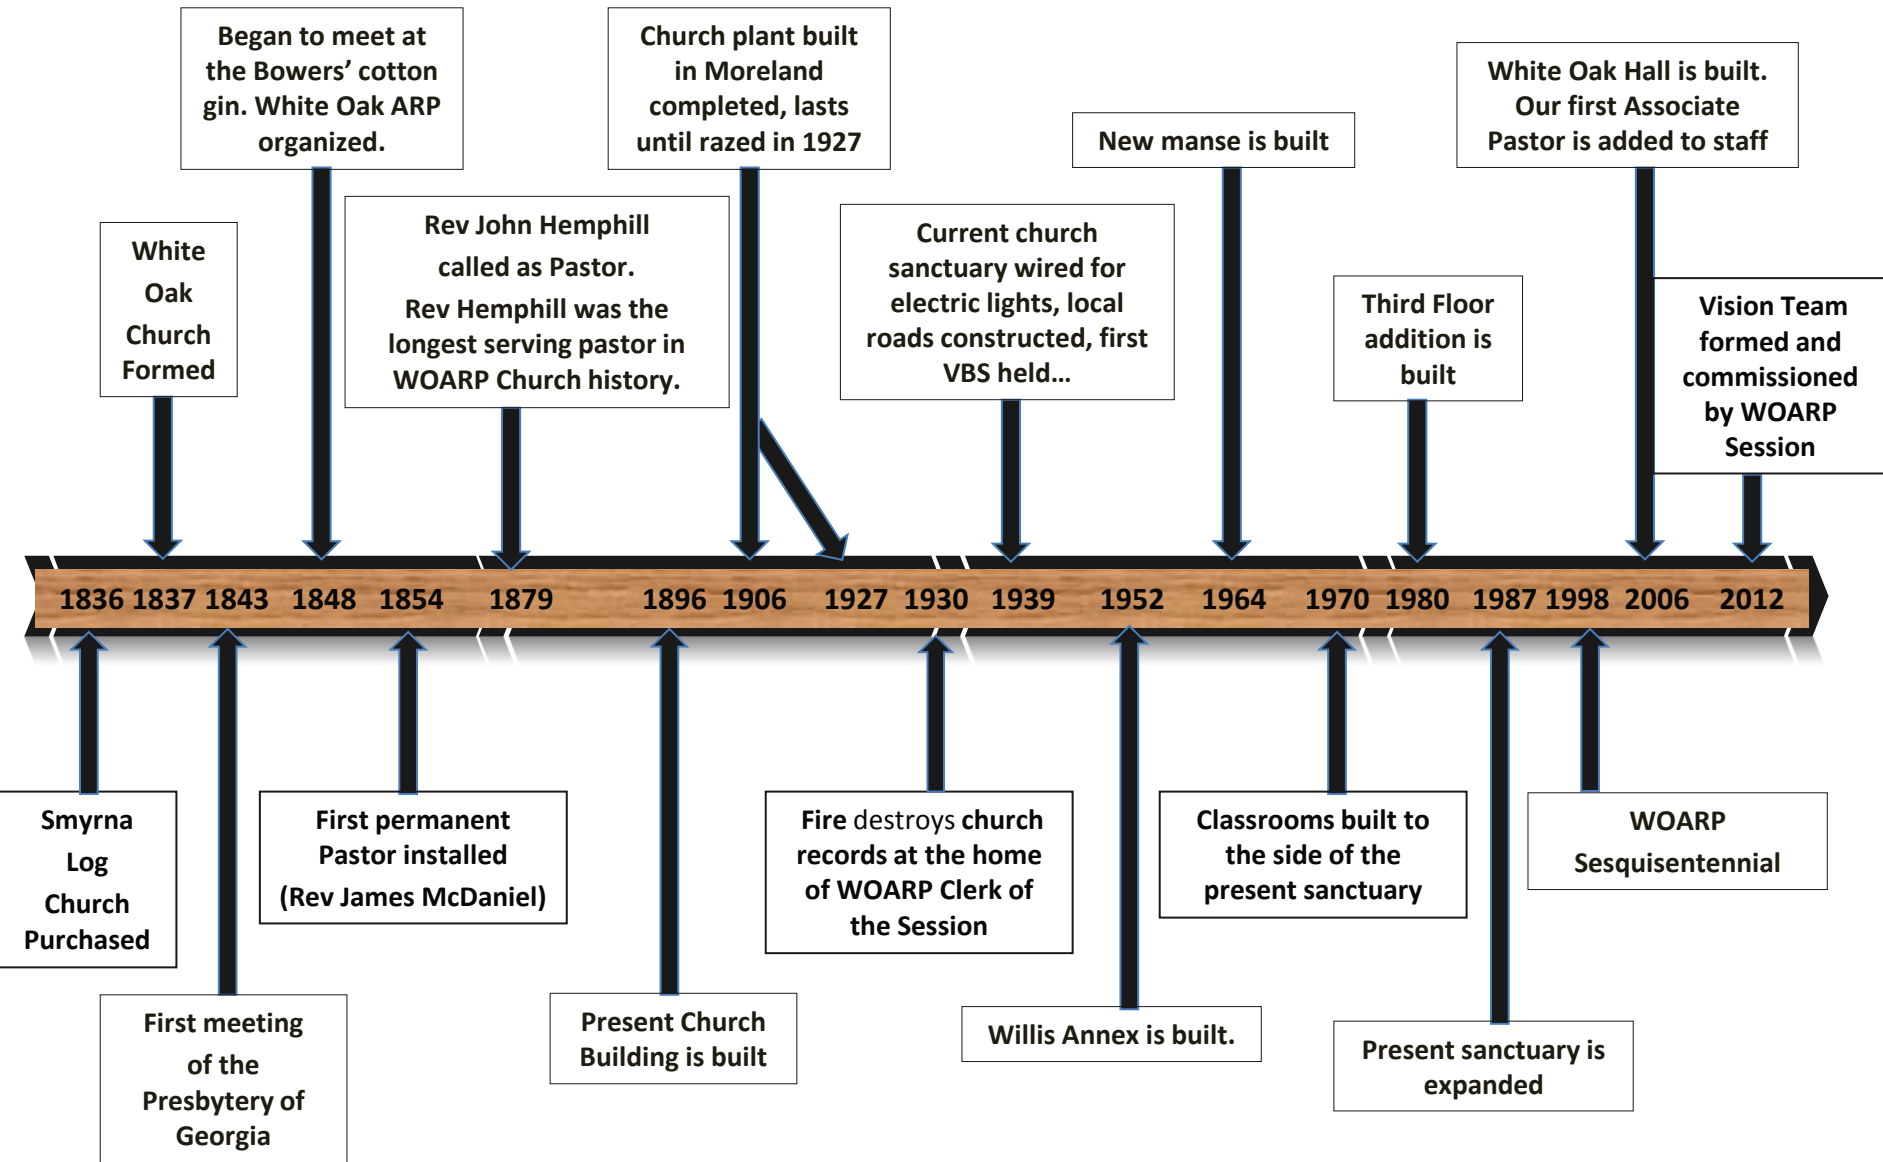 Began to meet at
the Bowers’ cotton
gin. White Oak ARP
organized.
Church plant built
in Moreland
completed, lasts
until razed in 1927
New manse is built
White Oak Hall is built.
Our first Associate
Pastor is added to staff
White
Oak
Church
Formed
Rev John Hemphill
called as Pastor.
Rev Hemphill was the
longest serving pastor in
WOARP Church history.
Current church
sanctuary wired for
electric lights, local
roads constructed, first
VBS held…
Third Floor
addition is
built
Vision Team
formed and
commissioned
by WOARP
Session
1836 1837 1843 1848 1854 1879 1896 1906 1927 1930 1939 1952 1964 1970 1980 1987 1998 2006 2012
Smyrna
Log
Church
Purchased
First permanent
Pastor installed
(Rev James McDaniel)
Fire destroys church
records at the home
of WOARP Clerk of
the Session
Classrooms built to
the side of the
present sanctuary
WOARP
Sesquisentennial
First meeting
of the
Presbytery of
Georgia
Present Church
Building is built
Willis Annex is built.
Present sanctuary is
expanded